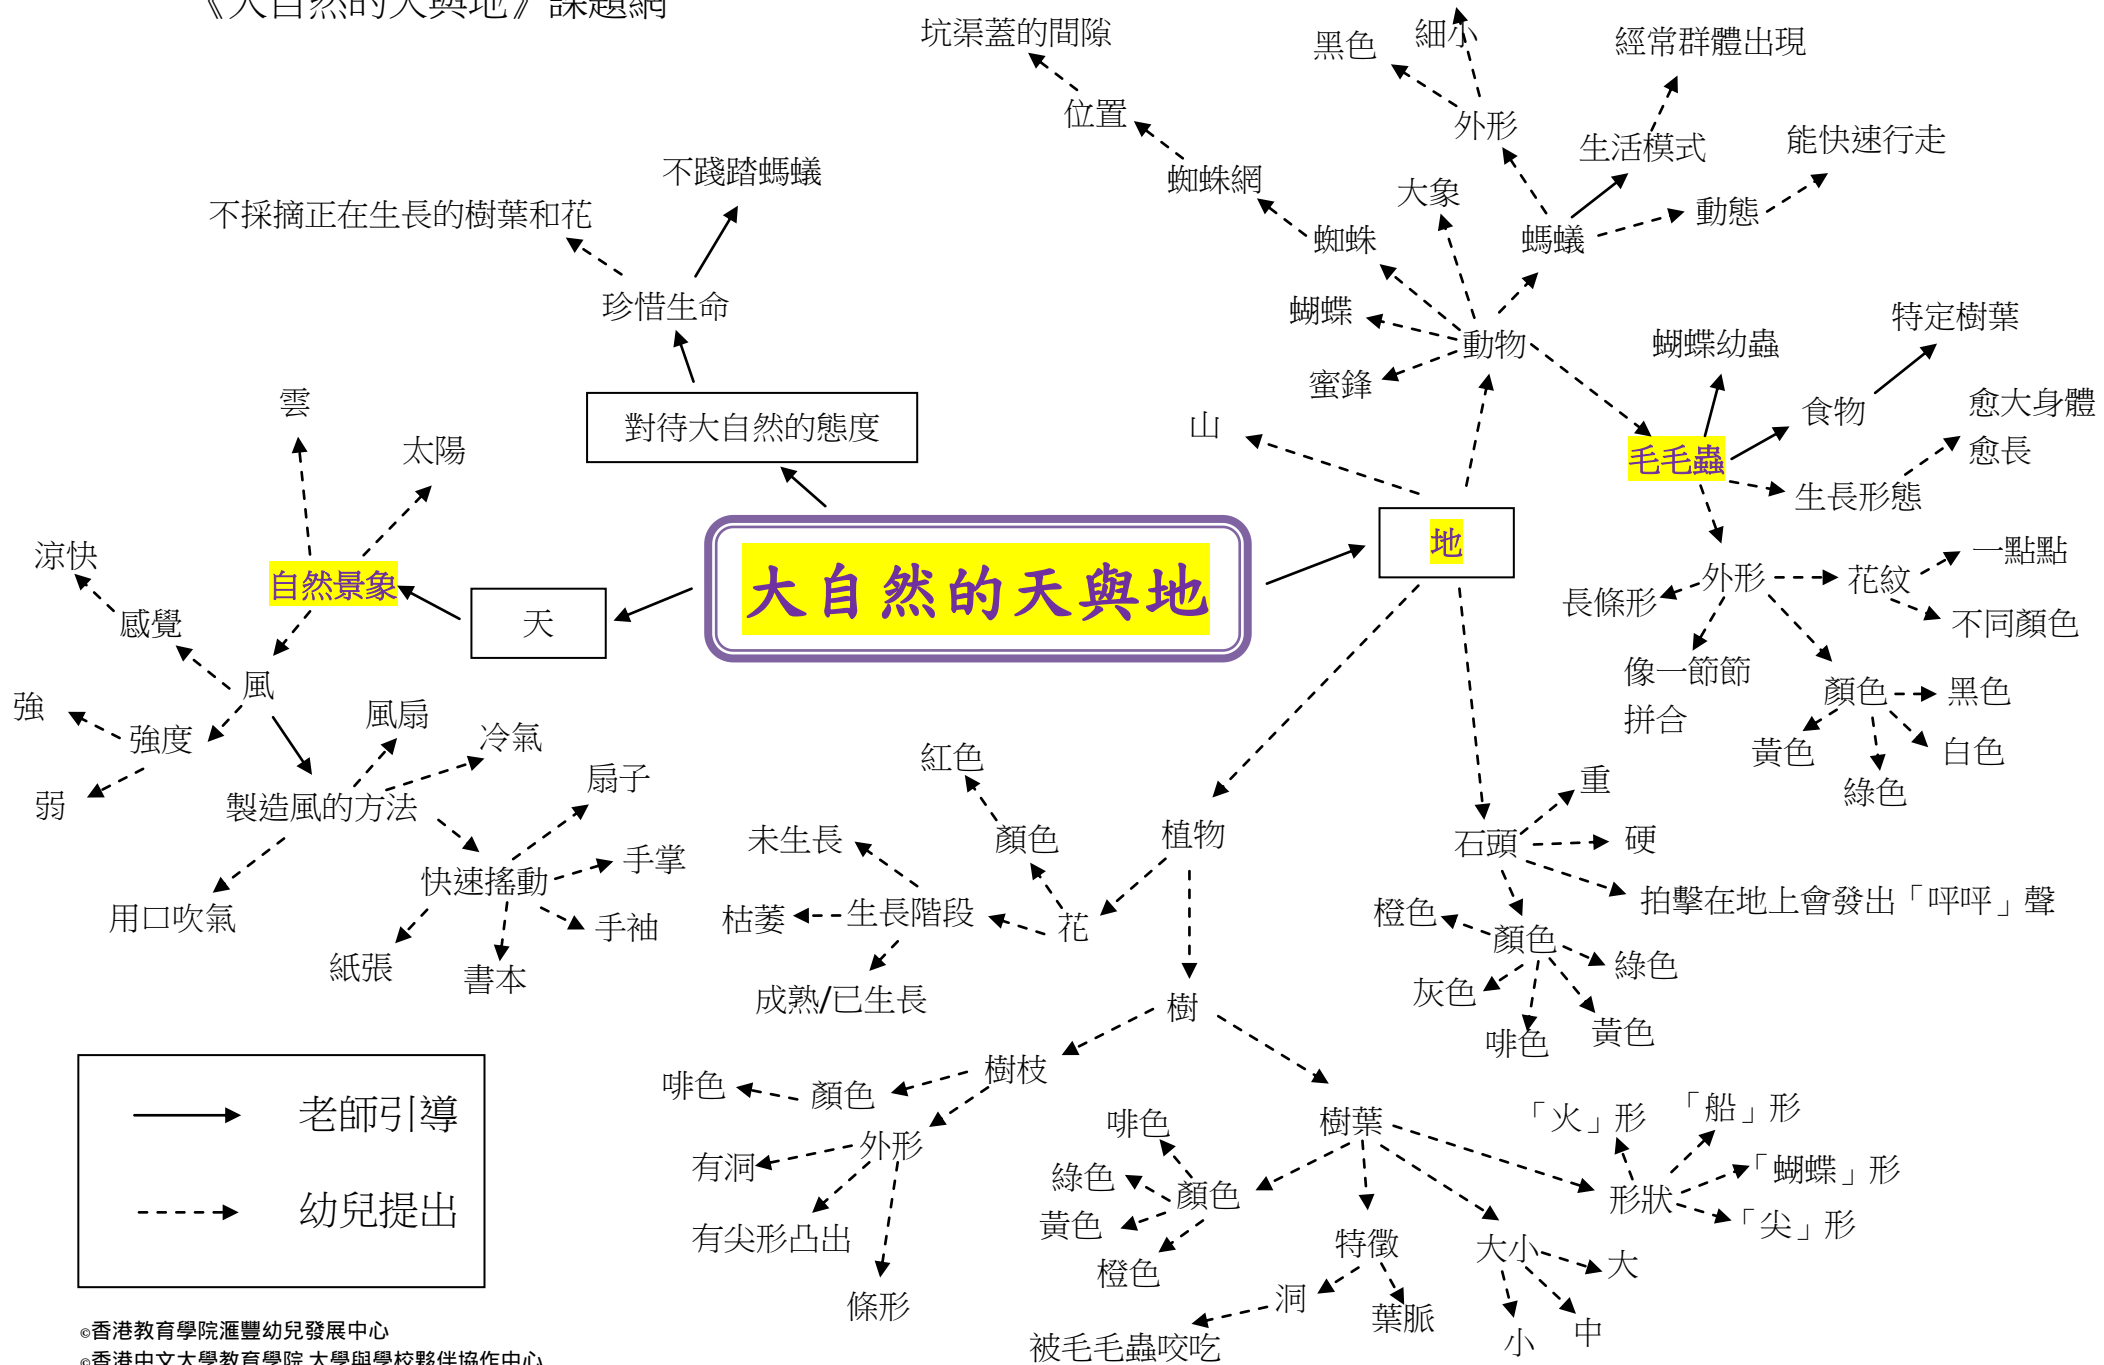 《大自然的天與地》課題網
坑渠蓋的間隙
位置
蜘蛛網
蜘蛛
黑色
細小
外形
經常群體出現
生活模式
能快速行走
動態
螞蟻
大象
蝴蝶
蜜鋒
動物
不踐踏螞蟻
不採摘正在生長的樹葉和花
珍惜生命
對待大自然的態度
山
地
蝴蝶幼蟲
特定樹葉
食物
愈大身體
愈長
毛毛蟲
生長形態
外形
花紋
一點點
不同顏色
長條形
像一節節
拼合
顏色
黑色
白色
綠色
黃色
大自然的天與地
天
自然景象
雲
太陽
涼快
感覺
風
強
強度
弱
製造風的方法
風扇
冷氣
用口吹氣
快速搖動
扇子
手掌
手袖
書本
紙張
植物
紅色
顏色
花
生長階段
未生長
枯萎
成熟/已生長
石頭
重
硬
拍擊在地上會發出「呯呯」聲
顏色
橙色
灰色
啡色
黃色
綠色
樹
樹枝
顏色
啡色
外形
有洞
有尖形凸出
條形
樹葉
顏色
啡色
綠色
黃色
橙色
特徵
洞
被毛毛蟲咬吃
葉脈
大小
大
中
小
形狀
「火」形
「船」形
「蝴蝶」形
「尖」形
老師引導
幼兒提出
©香港教育學院滙豐幼兒發展中心
©香港中文大學教育學院 大學與學校夥伴協作中心